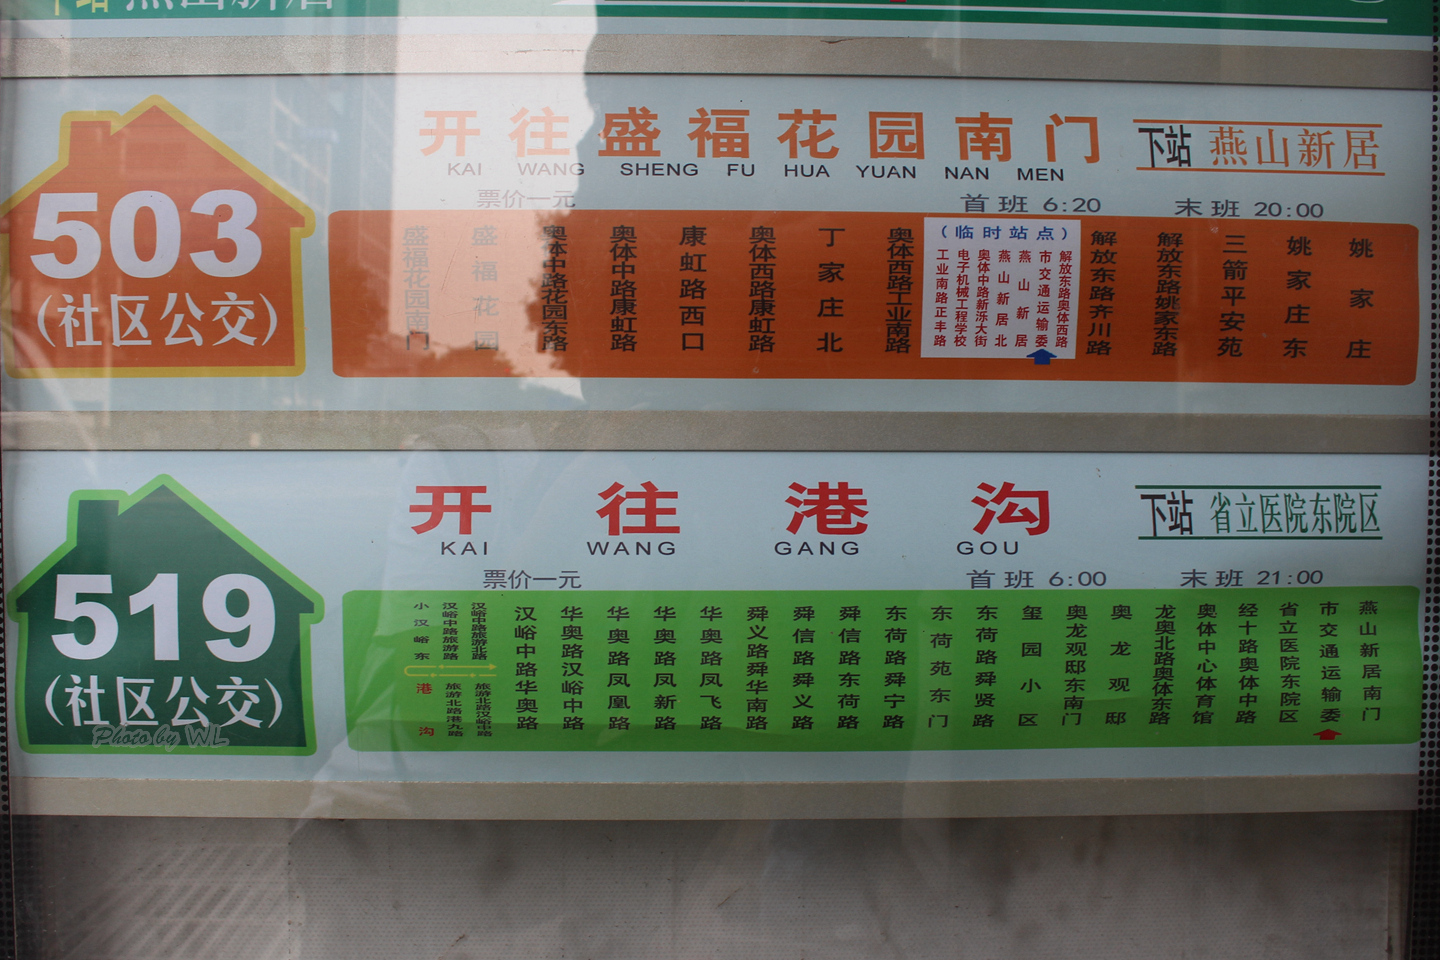 下站 燕山新居
503
(社区公交)
开往盛福花园南门
KAI WANG SHENG FU HUA YUAN NAN MEN
下站 燕山新居
票价一元
首班 6:20
末班 20:00
盛福花园南门
盛福花园
奥体中路花园东路
奥体中路康虹路
康虹路西口
奥体西路康虹路
丁家庄北
奥体西路工业南路
(临时站点)
工业南路正丰路
电子机械工程学校
奥体中路新泺大街
燕山新居北
燕山新居
市交通运输委
解放东路奥体西路
解放东路齐川路
解放东路姚家东路
三箭平安苑
姚家庄东
姚家庄
519
(社区公交)
开往港沟
KAI WANG GANG GOU
下站 省立医院东院区
票价一元
首班 6:00
末班 21:00
小汉峪东
汉峪中路旅游路
汉峪中路旅游北路
港沟
旅游北路港九路
旅游北路汉峪中路
汉峪中路华奥路
华奥路汉峪中路
华奥路凤凰路
华奥路凤新路
华奥路凤飞路
舜义路舜华南路
舜信路舜义路
舜信路东荷路
东荷路舜宁路
东荷苑东门
东荷路舜贤路
玺园小区
奥龙观邸东南门
奥龙观邸
龙奥北路奥体东路
奥体中心体育馆
经十路奥体中路
省立医院东院区
市交通运输委
燕山新居南门
Photo by WL